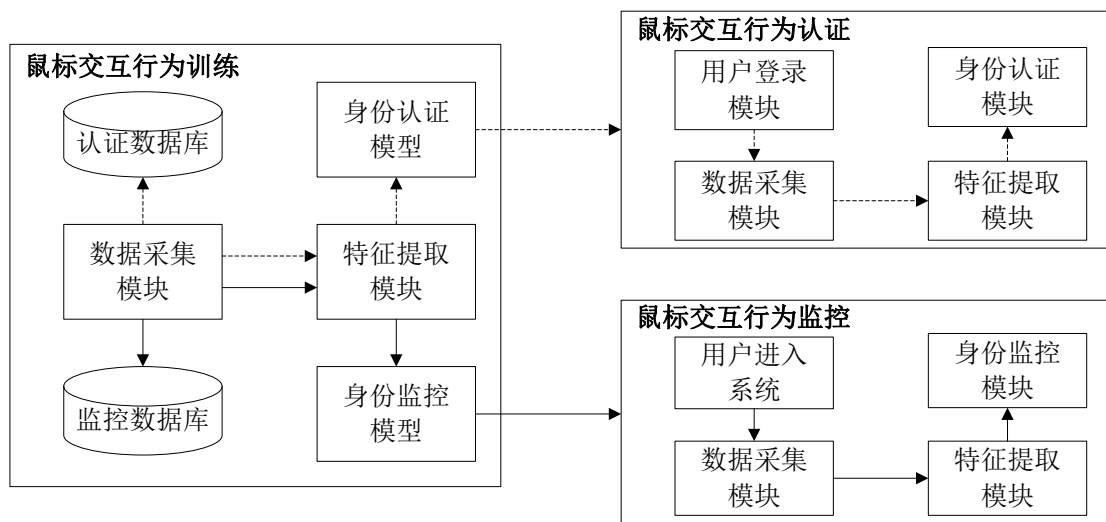 鼠标交互行为训练
认证数据库
身份认证
模型
数据采集
模块
特征提取
模块
监控数据库
身份监控
模型
鼠标交互行为认证
用户登录
模块
身份认证
模块
数据采集
模块
特征提取
模块
鼠标交互行为监控
用户进入
系统
身份监控
模块
数据采集
模块
特征提取
模块